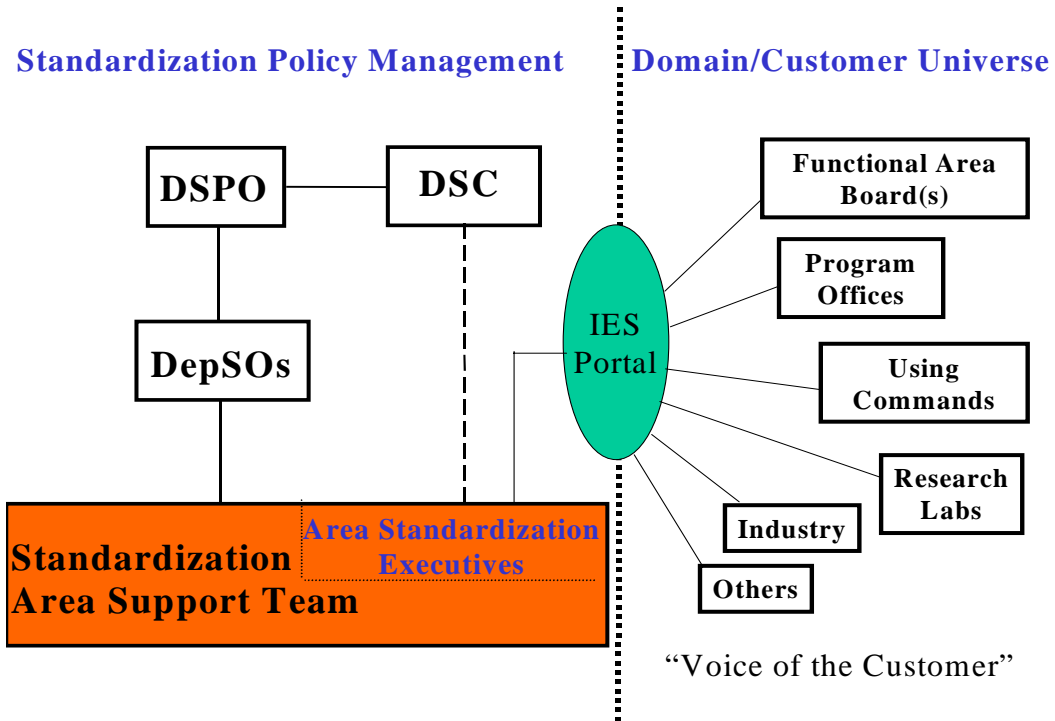 Standardization Policy Management
Domain/Customer Universe
DSPO
DSC
DepSOs
Standardization
Area Support Team
Area Standardization
Executives
IES
Portal
Functional Area
Board(s)
Program
Offices
Using
Commands
Research
Labs
Industry
Others
“Voice of the Customer”